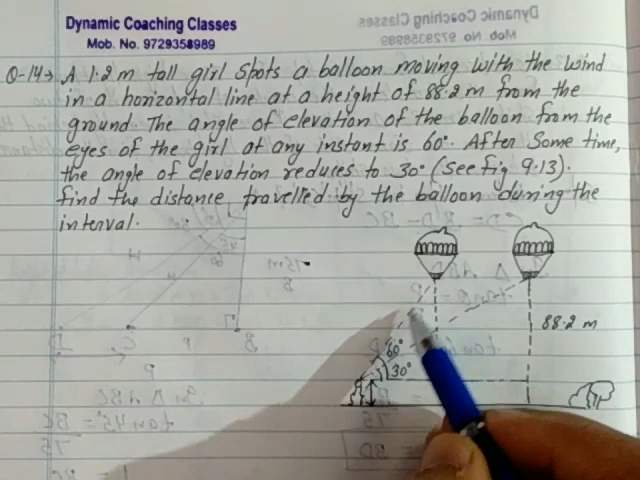 Dynamic Coaching Classes
Mob. No. 9729358989
Q-14→ A 1.2 m tall girl spots a balloon moving with the wind
in a horizontal line at a height of 88.2 m from the
ground. The angle of elevation of the balloon from the
eyes of the girl at any instant is 60°. After some time,
the angle of elevation reduces to 30° (see fig 9.13).
find the distance travelled by the balloon during the
interval.
88.2 m
60°
30°